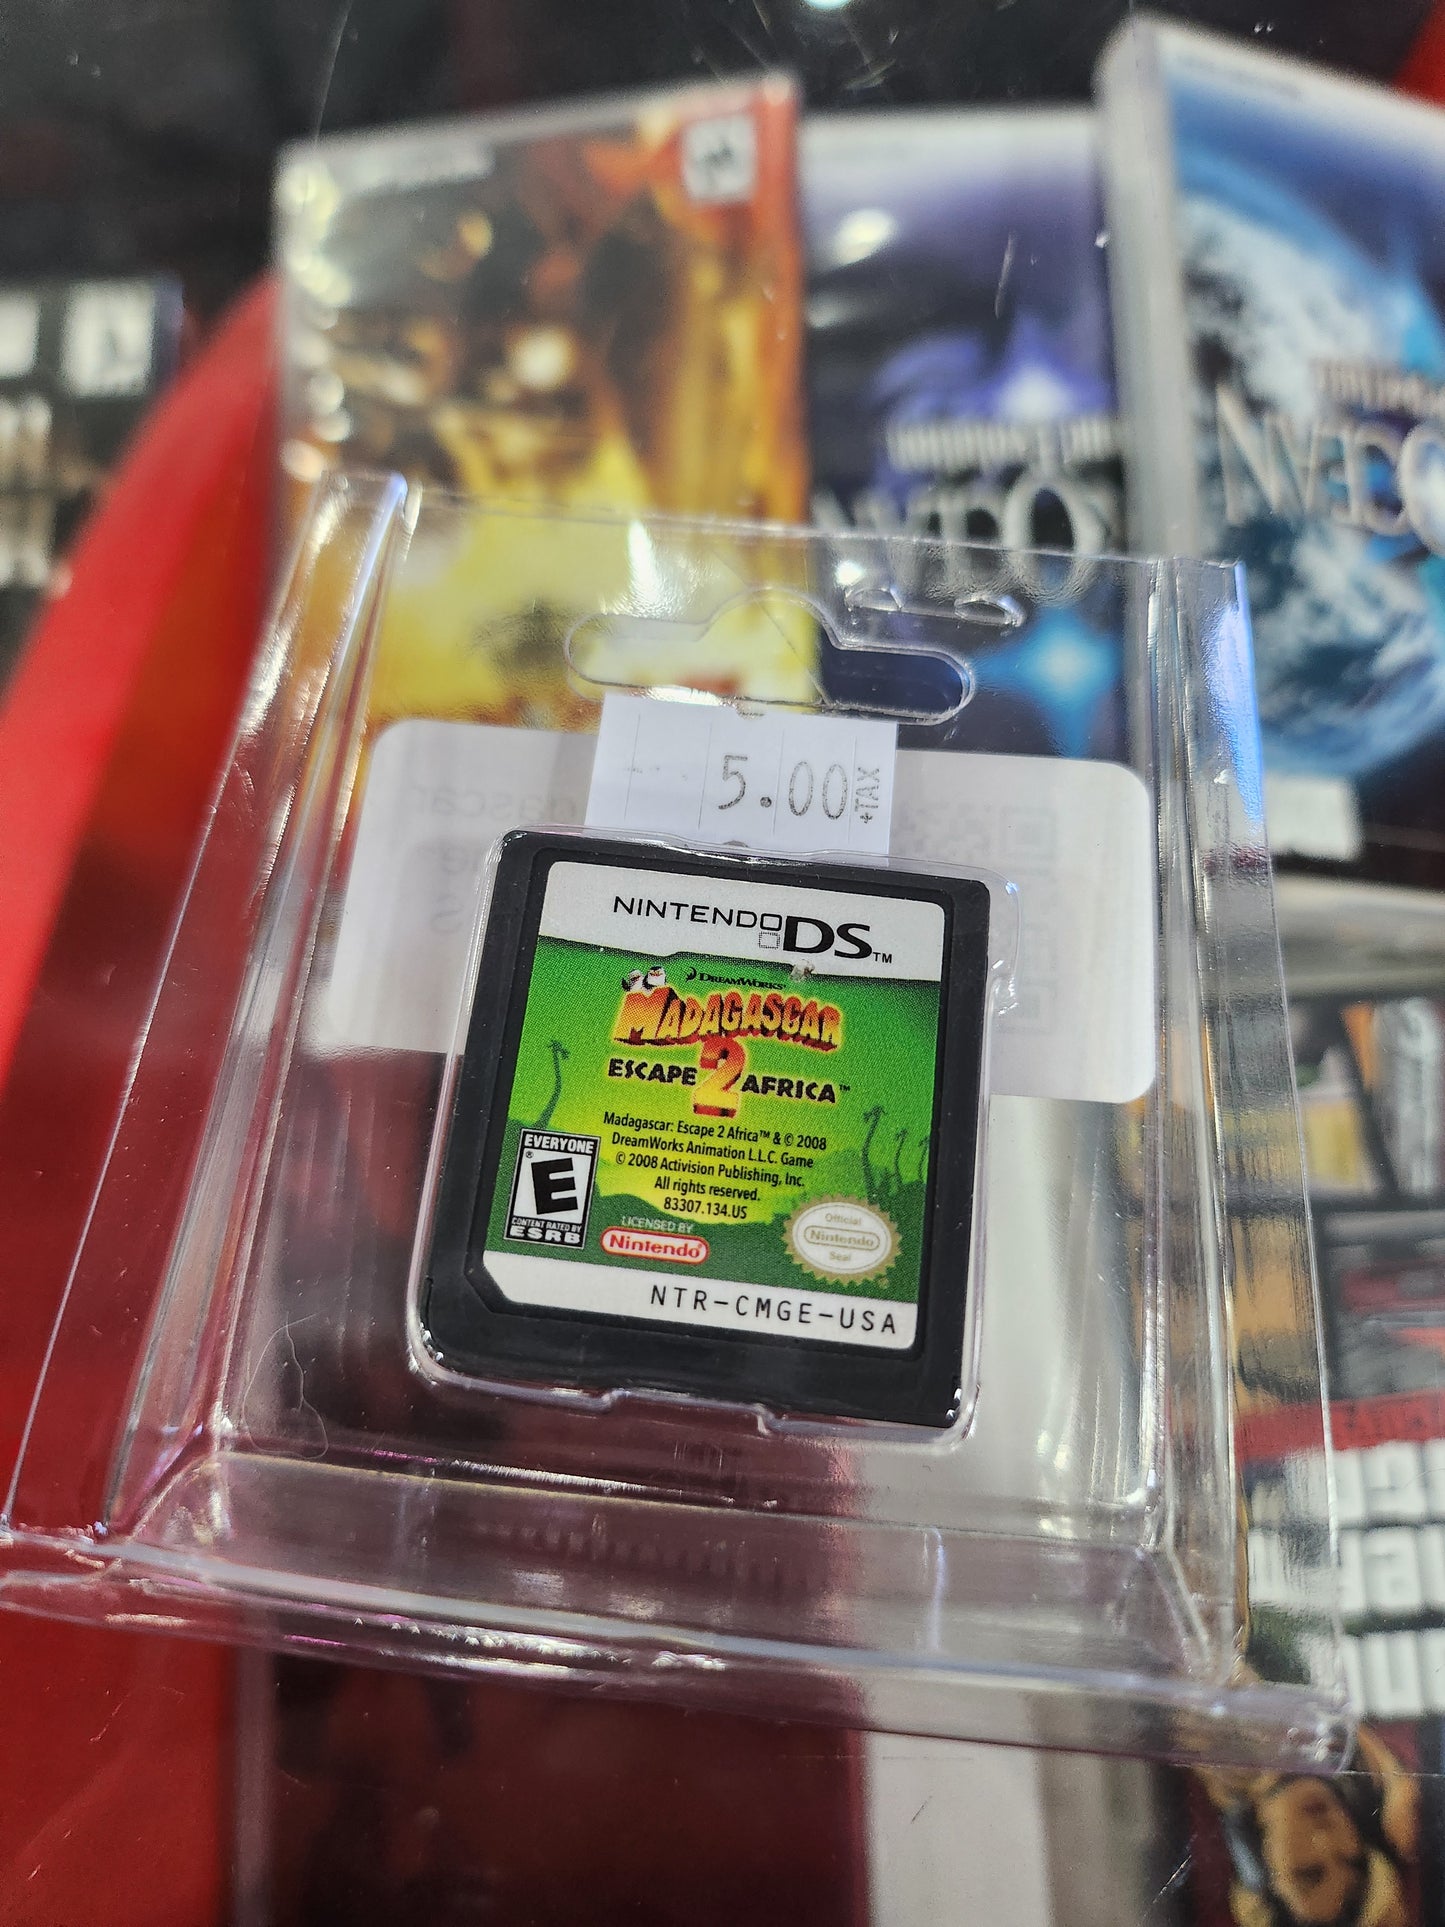 5.00
+TAX
NINTENDO DS™
DREAMWORKS
MADAGASCAR
ESCAPE 2 AFRICA™
Madagascar: Escape 2 Africa™ & © 2008
DreamWorks Animation L.L.C. Game
© 2008 Activision Publishing, Inc.
All rights reserved.
83307.134.US
EVERYONE
E
CONTENT RATED BY
ESRB
LICENSED BY
Nintendo
Official
Nintendo
Seal
NTR-CMGE-USA